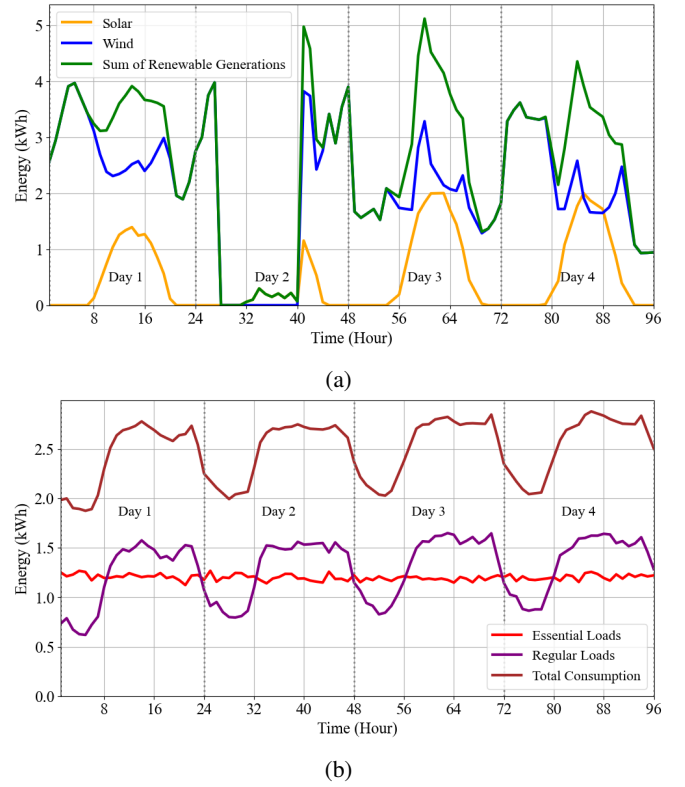 5
4
3
2
1
0
Energy (kWh)
Solar
Wind
Sum of Renewable Generations
Day 1
Day 2
Day 3
Day 4
8 16 24 32 40 48 56 64 72 80 88 96
Time (Hour)
(a)
2.5
2.0
1.5
1.0
0.5
0.0
Energy (kWh)
Day 1
Day 2
Day 3
Day 4
Essential Loads
Regular Loads
Total Consumption
8 16 24 32 40 48 56 64 72 80 88 96
Time (Hour)
(b)